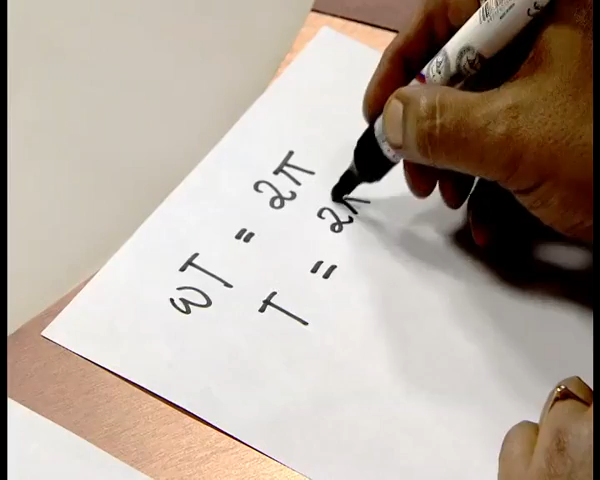 ωT = 2π
T = 2π